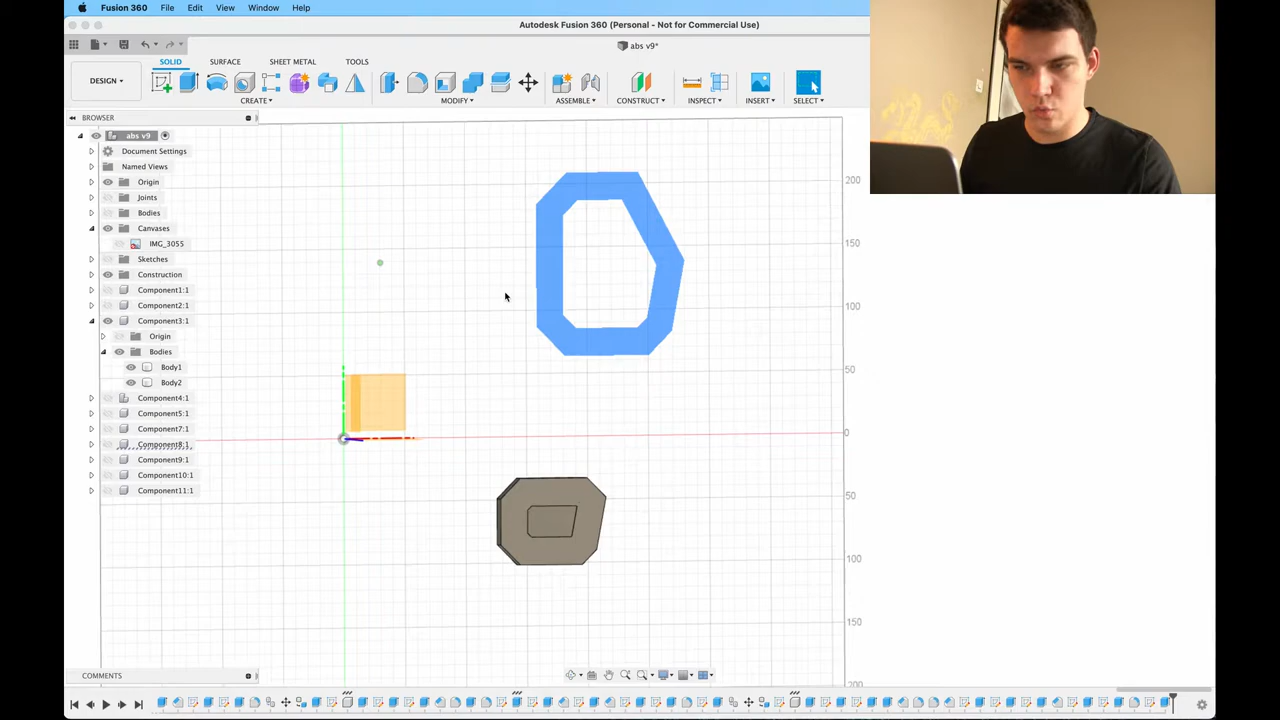 Fusion 360 File Edit View Window Help
Autodesk Fusion 360 (Personal - Not for Commercial Use)
abs v9*
SOLID SURFACE SHEET METAL TOOLS
DESIGN
CREATE MODIFY ASSEMBLE CONSTRUCT INSPECT INSERT SELECT
BROWSER
abs v9
Document Settings
Named Views
Origin
Joints
Bodies
Canvases
IMG_3055
Sketches
Construction
Component1:1
Component2:1
Component3:1
Origin
Bodies
Body1
Body2
Component4:1
Component5:1
Component7:1
Component8:1
Component9:1
Component10:1
Component11:1
200
150
100
50
0
50
100
150
200
COMMENTS